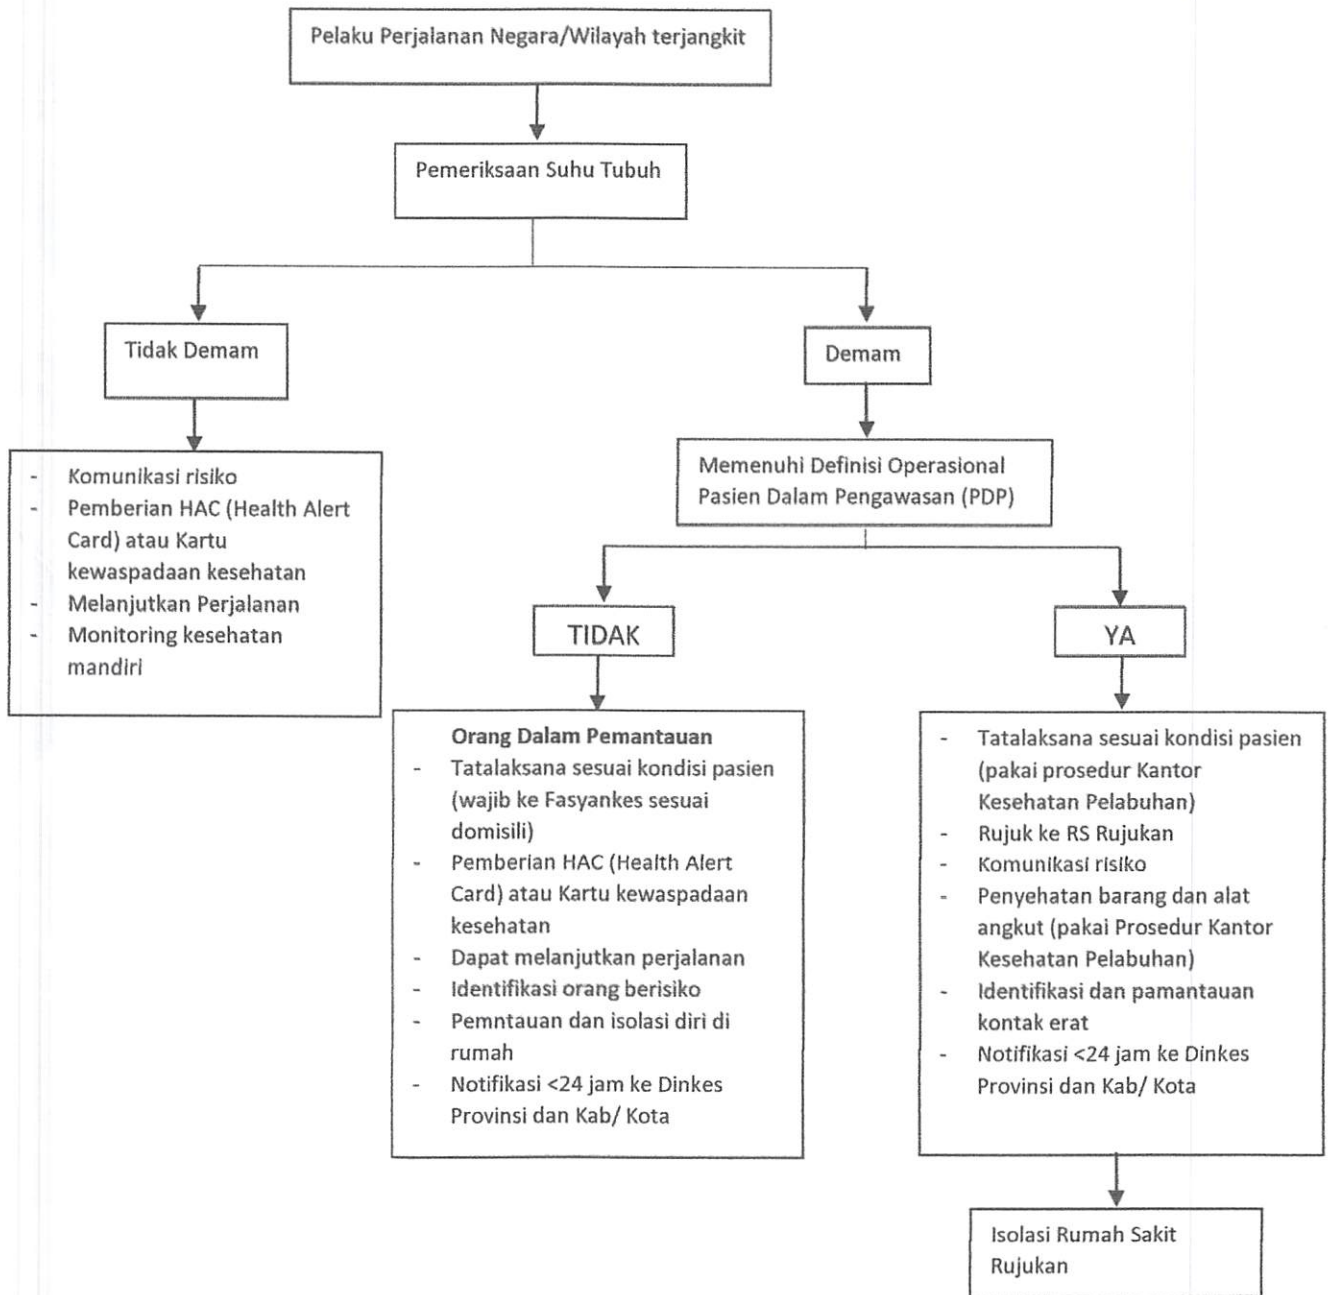 Pelaku Perjalanan Negara/Wilayah terjangkit
Pemeriksaan Suhu Tubuh
Tidak Demam
Demam
- Komunikasi risiko
- Pemberian HAC (Health Alert
Card) atau Kartu
kewaspadaan kesehatan
- Melanjutkan Perjalanan
- Monitoring kesehatan
mandiri
Memenuhi Definisi Operasional
Pasien Dalam Pengawasan (PDP)
TIDAK
YA
Orang Dalam Pemantauan
- Tatalaksana sesuai kondisi pasien
(wajib ke Fasyankes sesuai
domisili)
- Pemberian HAC (Health Alert
Card) atau Kartu kewaspadaan
kesehatan
- Dapat melanjutkan perjalanan
- Identifikasi orang berisiko
- Pemntauan dan isolasi diri di
rumah
- Notifikasi <24 jam ke Dinkes
Provinsi dan Kab/ Kota
- Tatalaksana sesuai kondisi pasien
(pakai prosedur Kantor
Kesehatan Pelabuhan)
- Rujuk ke RS Rujukan
- Komunikasi risiko
- Penyehatan barang dan alat
angkut (pakai Prosedur Kantor
Kesehatan Pelabuhan)
- Identifikasi dan pamantauan
kontak erat
- Notifikasi <24 jam ke Dinkes
Provinsi dan Kab/ Kota
Isolasi Rumah Sakit
Rujukan